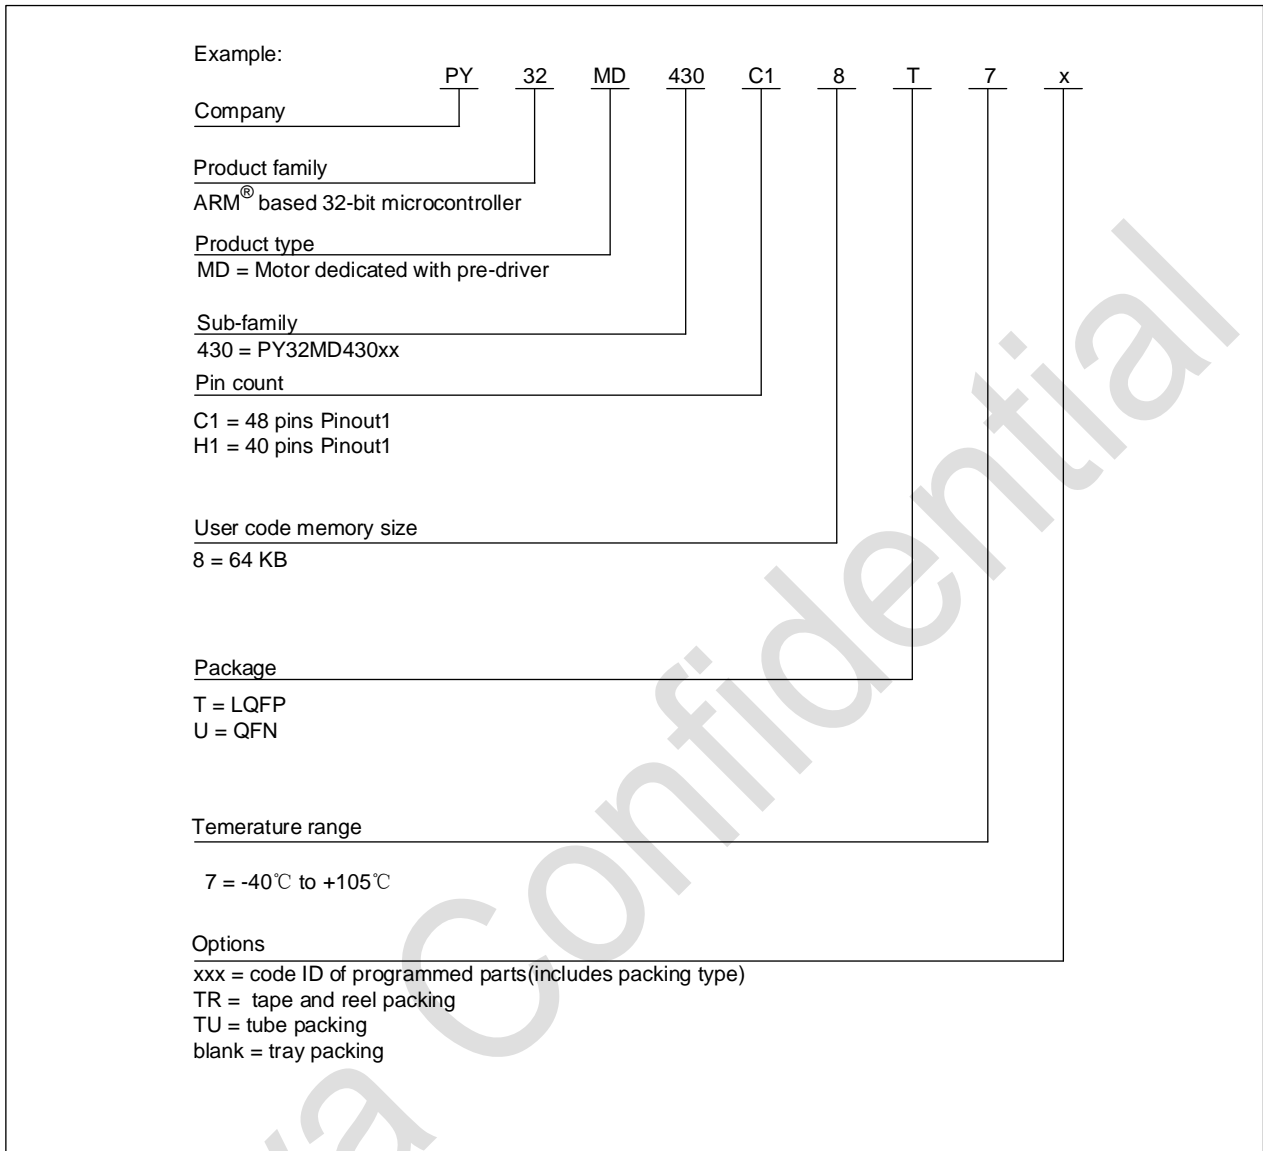 Example:
PY 32 MD 430 C1 8 T 7 x
Company
Product family
ARM® based 32-bit microcontroller
Product type
MD = Motor dedicated with pre-driver
Sub-family
430 = PY32MD430xx
Pin count
C1 = 48 pins Pinout1
H1 = 40 pins Pinout1
User code memory size
8 = 64 KB
Package
T = LQFP
U = QFN
Temerature range
7 = -40℃ to +105℃
Options
xxx = code ID of programmed parts(includes packing type)
TR = tape and reel packing
TU = tube packing
blank = tray packing
Confidential